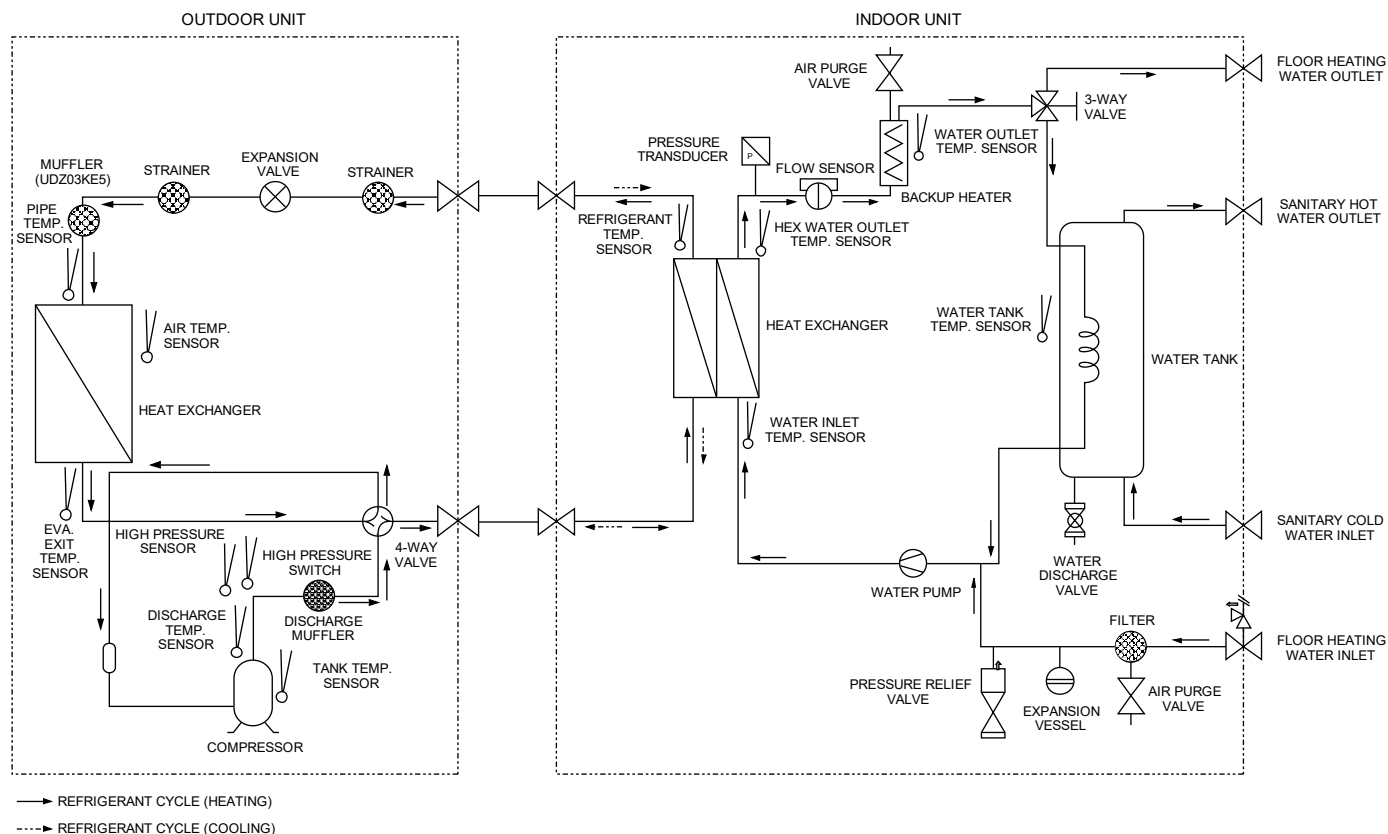 OUTDOOR UNIT
INDOOR UNIT
MUFFLER
(UDZ03KE5)
STRAINER
EXPANSION
VALVE
STRAINER
PIPE
TEMP.
SENSOR
AIR TEMP.
SENSOR
HEAT EXCHANGER
EVA.
EXIT
TEMP.
SENSOR
HIGH PRESSURE
SENSOR
HIGH PRESSURE
SWITCH
4-WAY
VALVE
DISCHARGE
TEMP.
SENSOR
DISCHARGE
MUFFLER
TANK TEMP.
SENSOR
COMPRESSOR
AIR PURGE
VALVE
PRESSURE
TRANSDUCER
P
FLOW SENSOR
WATER OUTLET
TEMP. SENSOR
BACKUP HEATER
3-WAY
VALVE
FLOOR HEATING
WATER OUTLET
REFRIGERANT
TEMP.
SENSOR
HEX WATER OUTLET
TEMP. SENSOR
SANITARY HOT
WATER OUTLET
HEAT EXCHANGER
WATER TANK
TEMP. SENSOR
WATER TANK
WATER INLET
TEMP. SENSOR
WATER PUMP
WATER
DISCHARGE
VALVE
SANITARY COLD
WATER INLET
FILTER
FLOOR HEATING
WATER INLET
PRESSURE RELIEF
VALVE
EXPANSION
VESSEL
AIR PURGE
VALVE
REFRIGERANT CYCLE (HEATING)
REFRIGERANT CYCLE (COOLING)